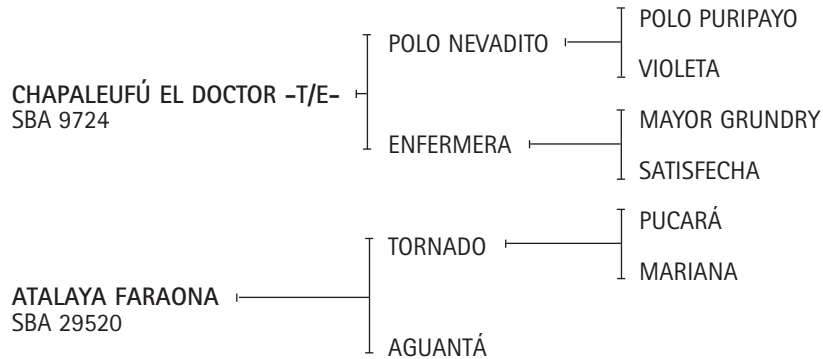 POLO PURIPAYO
POLO NEVADITO
VIOLETA
CHAPALEUFÚ EL DOCTOR -T/E-
SBA 9724
MAYOR GRUNDRY
ENFERMERA
SATISFECHA
PUCARÁ
TORNADO
MARIANA
ATALAYA FARAONA
SBA 29520
AGUANTÁ